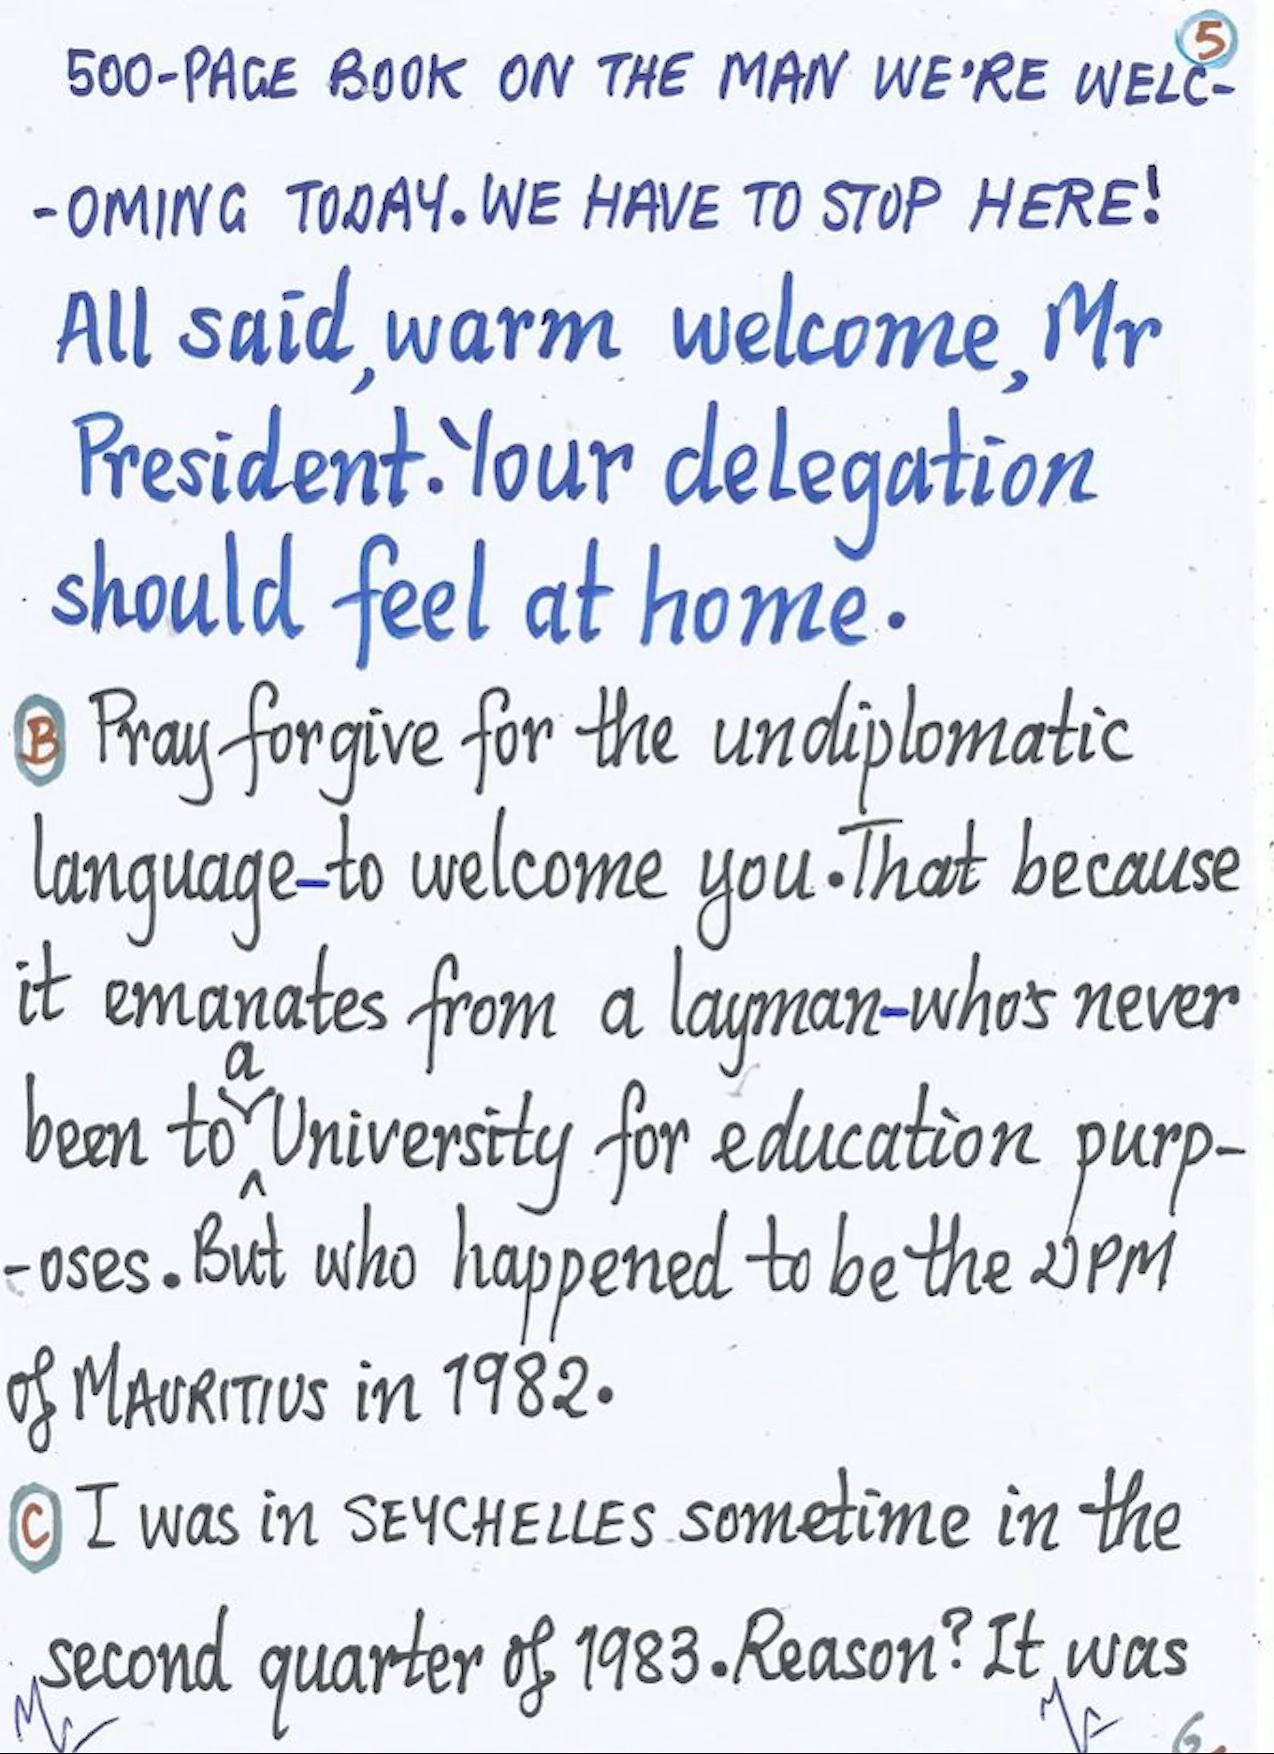 5
500-PAGE BOOK ON THE MAN WE'RE WELC-
-OMING TODAY. WE HAVE TO STOP HERE!
All said, warm welcome, Mr
President. Your delegation
should feel at home.
B Pray forgive for the undiplomatic
language-to welcome you. That because
it emanates from a layman-who's never
a
been to University for education purp-
-oses. But who happened to be the DPM
of MAURITIUS in 1982.
C I was in SEYCHELLES sometime in the
second quarter of 1983. Reason? It was